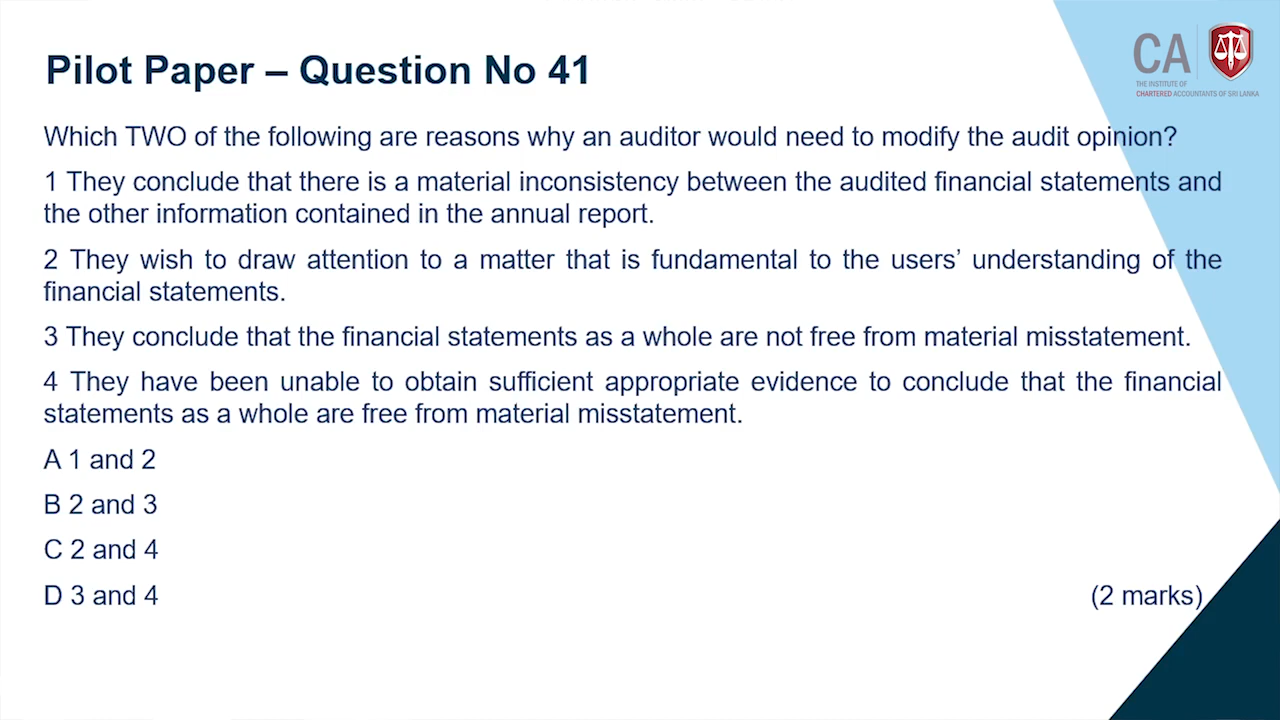 Pilot Paper – Question No 41
CA
THE INSTITUTE OF
CHARTERED ACCOUNTANTS OF SRI LANKA
Which TWO of the following are reasons why an auditor would need to modify the audit opinion?
1 They conclude that there is a material inconsistency between the audited financial statements and
the other information contained in the annual report.
2 They wish to draw attention to a matter that is fundamental to the users’ understanding of the
financial statements.
3 They conclude that the financial statements as a whole are not free from material misstatement.
4 They have been unable to obtain sufficient appropriate evidence to conclude that the financial
statements as a whole are free from material misstatement.
A 1 and 2
B 2 and 3
C 2 and 4
D 3 and 4 (2 marks)